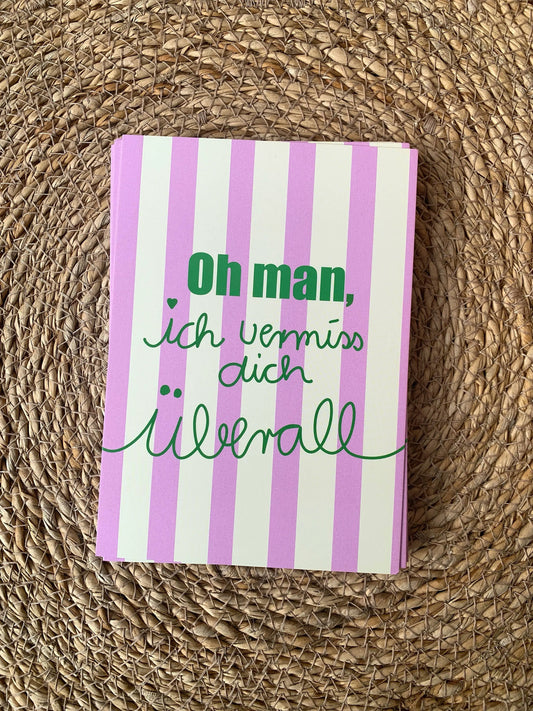 Oh man,
ich vermiss
dich
überall